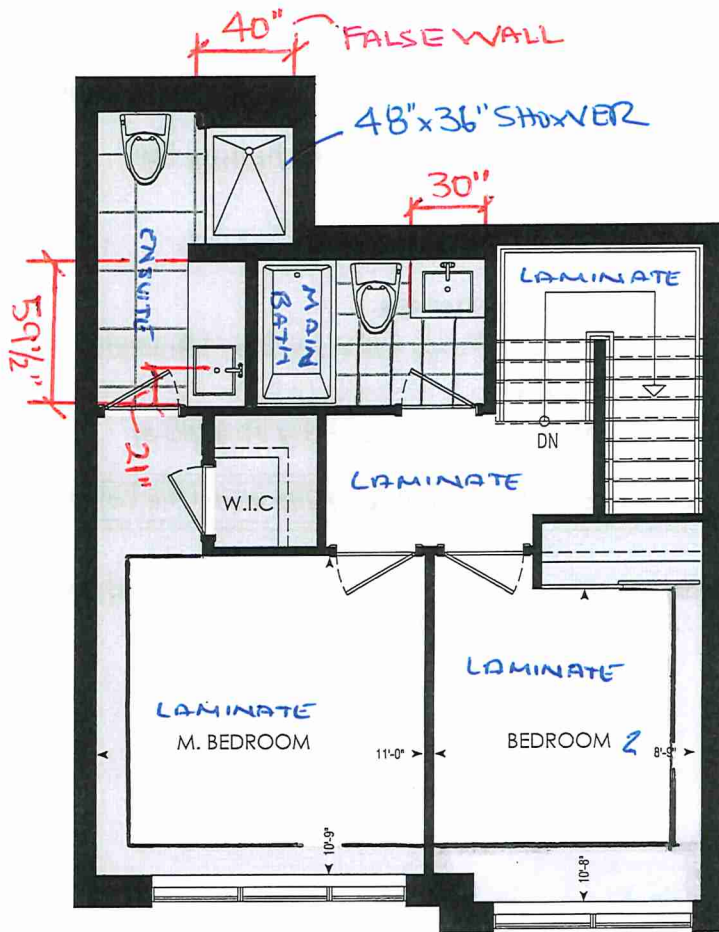 40"
FALSE WALL
48"x36" SHOWER
30"
ENSUITE
MAIN
BATH
LAMINATE
59½"
21"
DN
W.I.C
LAMINATE
LAMINATE
M. BEDROOM
11'-0"
10'-9"
LAMINATE
BEDROOM 2
8'-9"
10'-8"